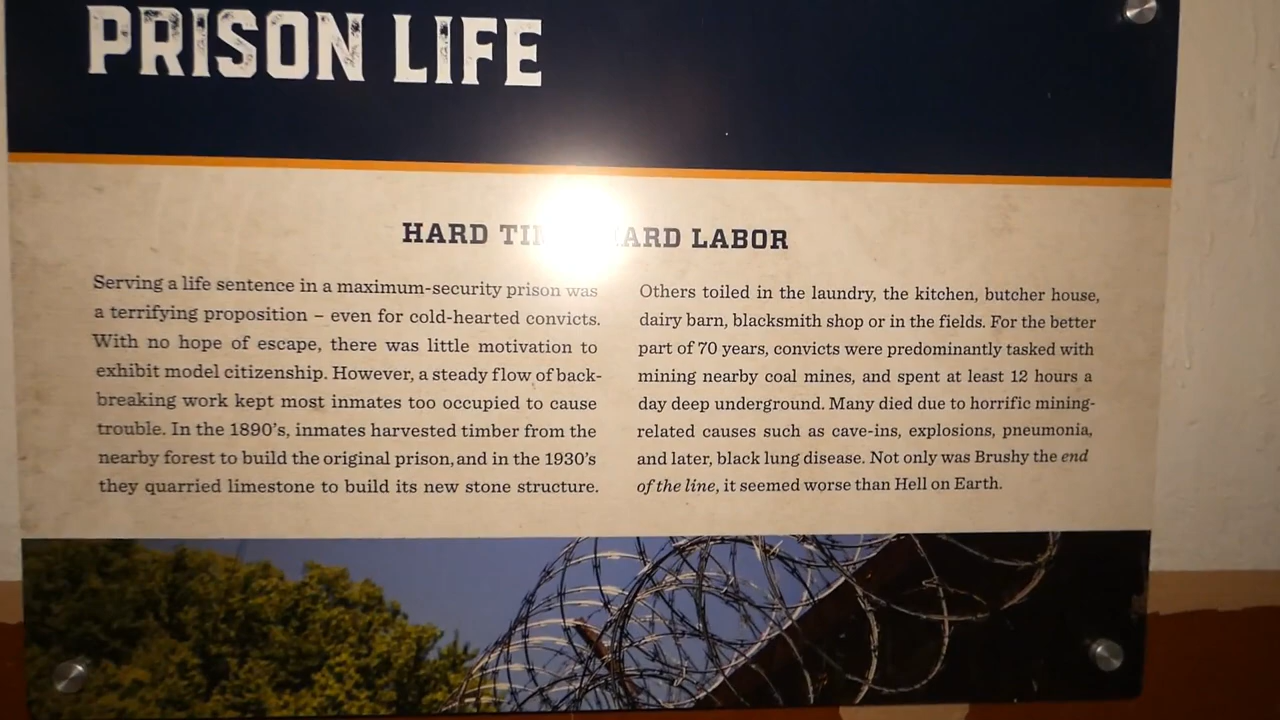 PRISON LIFE
HARD LABOR
Serving a life sentence in a maximum-security prison was
a terrifying proposition – even for cold-hearted convicts.
With no hope of escape, there was little motivation to
exhibit model citizenship. However, a steady flow of back-
breaking work kept most inmates too occupied to cause
trouble. In the 1890's, inmates harvested timber from the
nearby forest to build the original prison, and in the 1930's
they quarried limestone to build its new stone structure.
Others toiled in the laundry, the kitchen, butcher house,
dairy barn, blacksmith shop or in the fields. For the better
part of 70 years, convicts were predominantly tasked with
mining nearby coal mines, and spent at least 12 hours a
day deep underground. Many died due to horrific mining-
related causes such as cave-ins, explosions, pneumonia,
and later, black lung disease. Not only was Brushy the end
of the line, it seemed worse than Hell on Earth.